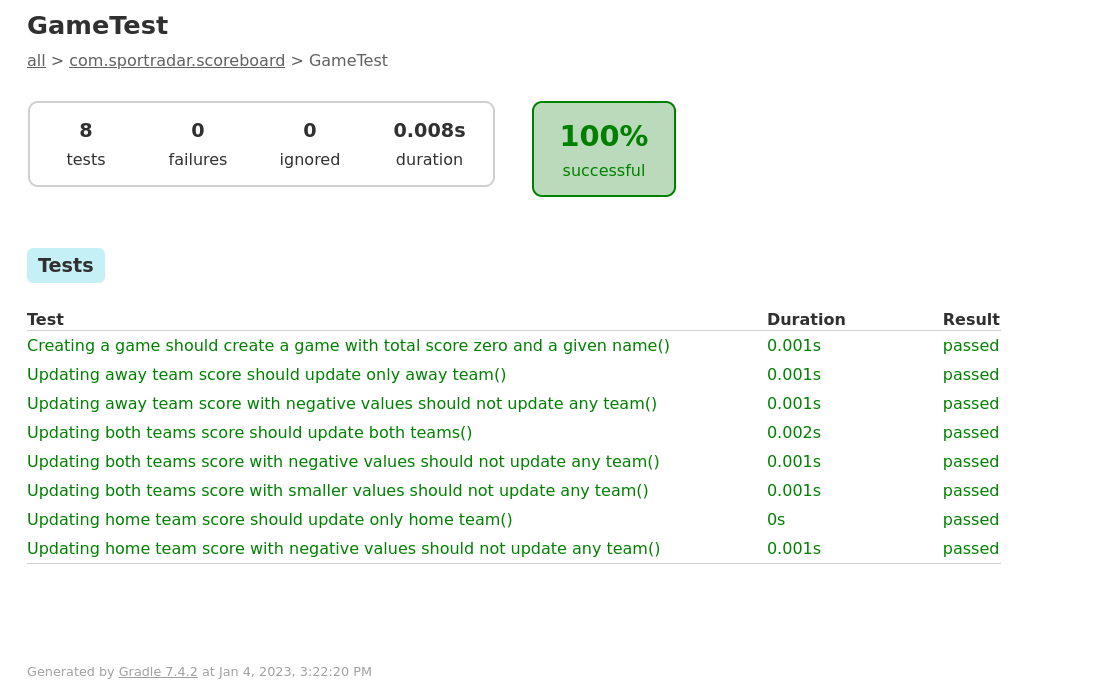 GameTest
all > com.sportradar.scoreboard > GameTest
8 0 0 0.008s
tests failures ignored duration
100%
successful
Tests
Test Duration Result
Creating a game should create a game with total score zero and a given name() 0.001s passed
Updating away team score should update only away team() 0.001s passed
Updating away team score with negative values should not update any team() 0.001s passed
Updating both teams score should update both teams() 0.002s passed
Updating both teams score with negative values should not update any team() 0.001s passed
Updating both teams score with smaller values should not update any team() 0.001s passed
Updating home team score should update only home team() 0s passed
Updating home team score with negative values should not update any team() 0.001s passed
Generated by Gradle 7.4.2 at Jan 4, 2023, 3:22:20 PM